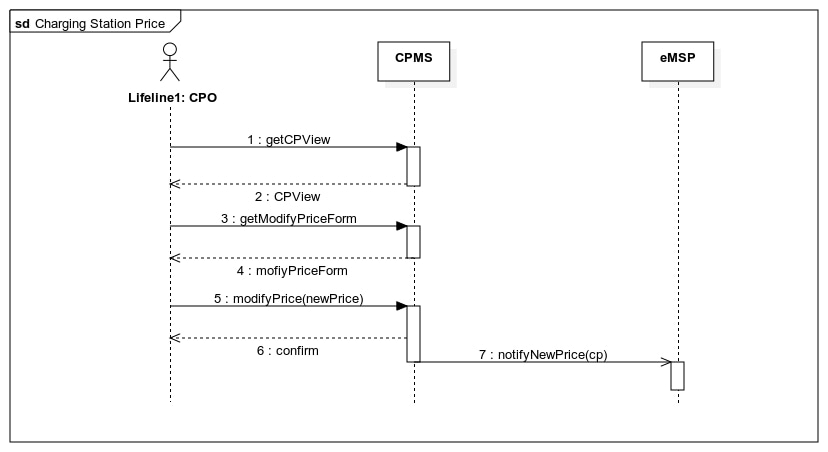 sd Charging Station Price
CPMS
eMSP
Lifeline1: CPO
1 : getCPView
2 : CPView
3 : getModifyPriceForm
4 : mofiyPriceForm
5 : modifyPrice(newPrice)
6 : confirm
7 : notifyNewPrice(cp)